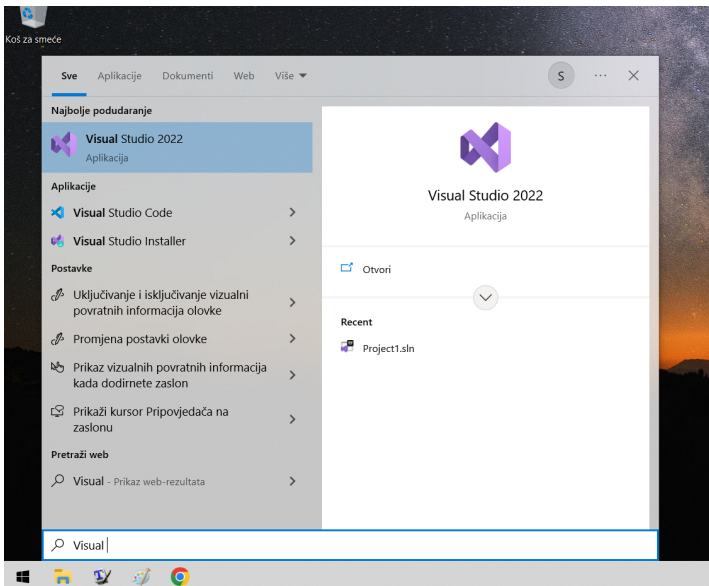 Koš za smeće
Sve Aplikacije Dokumenti Web Više
S
Najbolje podudaranje
Visual Studio 2022
Aplikacija
Aplikacije
Visual Studio Code
Visual Studio Installer
Postavke
Uključivanje i isključivanje vizualni
povratnih informacija olovke
Promjena postavki olovke
Prikaz vizualnih povratnih informacija
kada dodirnete zaslon
Prikaži kursor Pripovjedača na
zaslonu
Pretraži web
Visual - Prikaz web-rezultata
Visual Studio 2022
Aplikacija
Otvori
Recent
Project1.sln
Visual